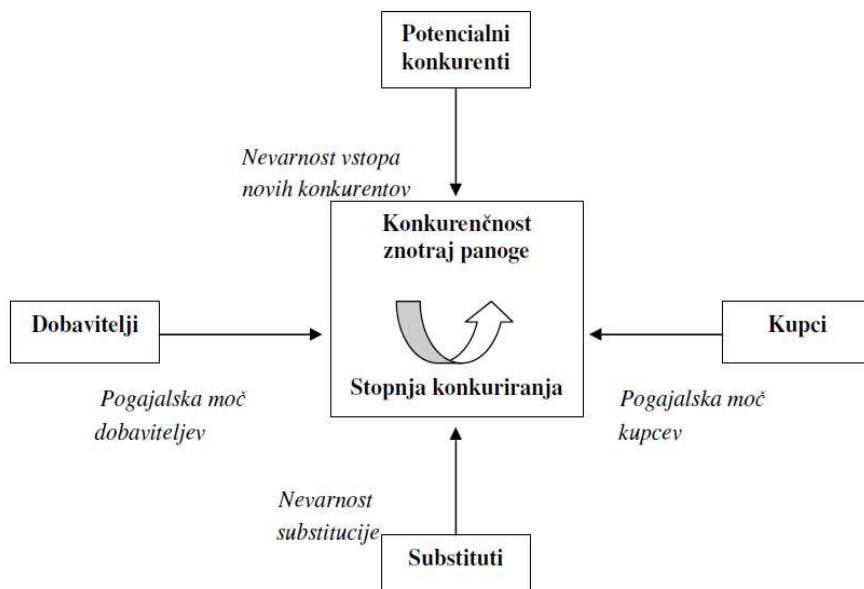 Potencialni
konkurenti
Nevarnost vstopa
novih konkurentov
Konkurenčnost
znotraj panoge
Dobavitelji
Kupci
Stopnja konkuriranja
Pogajalska moč
dobaviteljev
Pogajalska moč
kupcev
Nevarnost
substitucije
Substituti